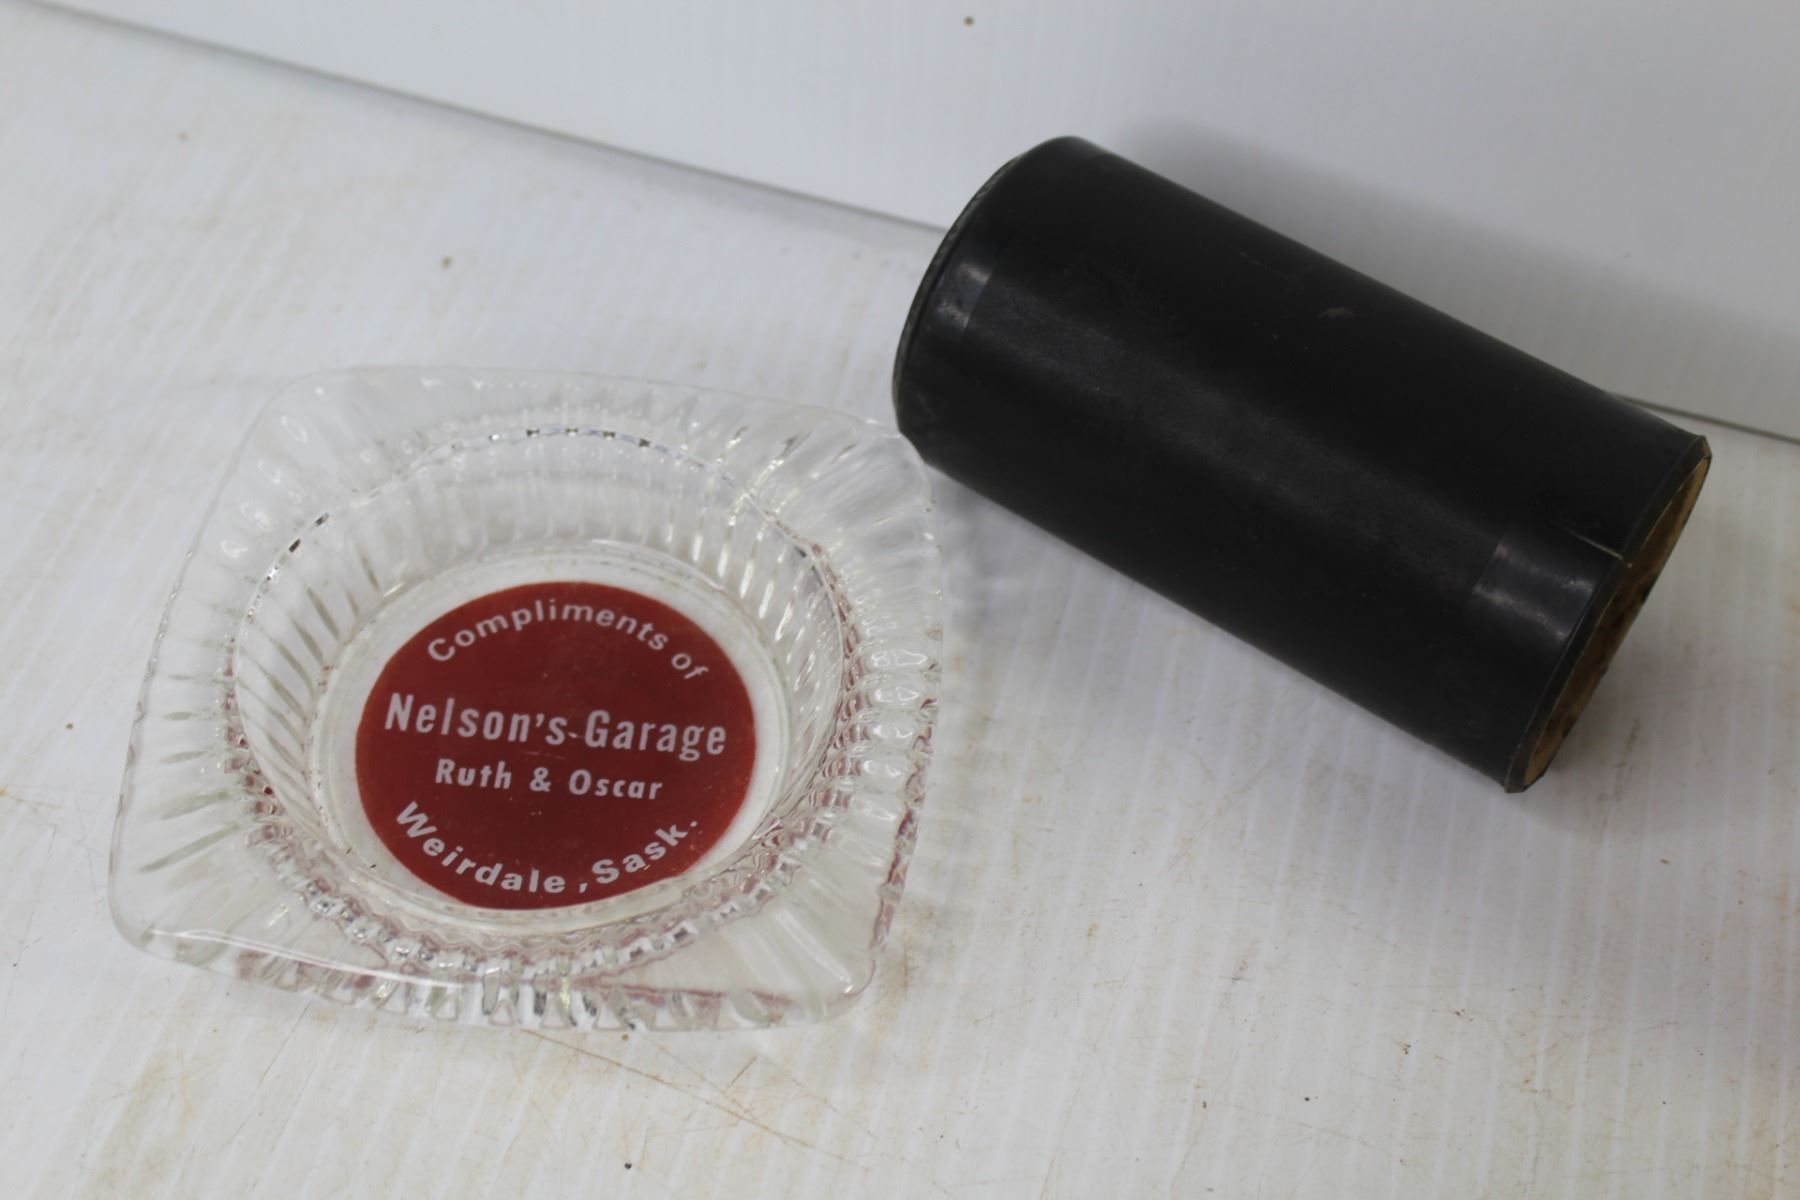 Compliments of
Nelson's Garage
Ruth & Oscar
Weirdale, Sask.